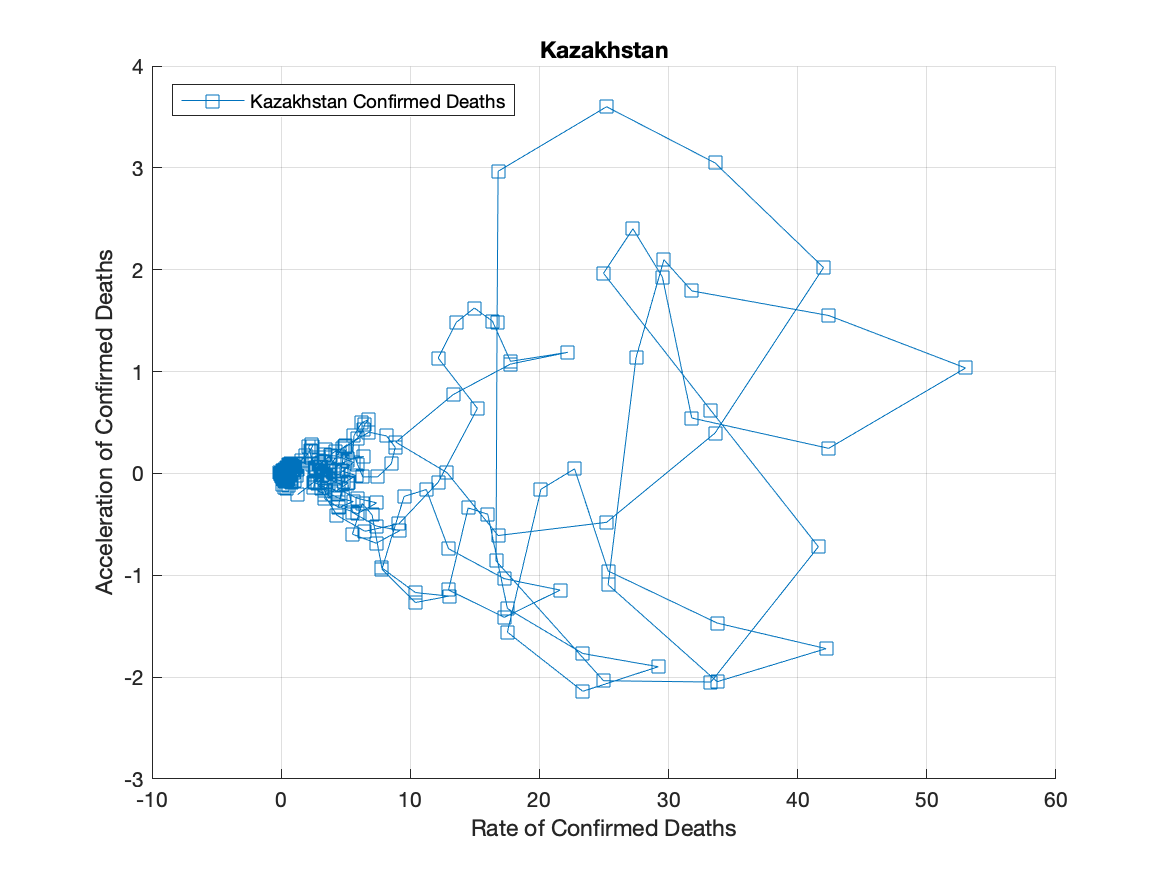 Kazakhstan
4
Kazakhstan Confirmed Deaths
3
2
1
0
-1
-2
-3
Acceleration of Confirmed Deaths
-10 0 10 20 30 40 50 60
Rate of Confirmed Deaths